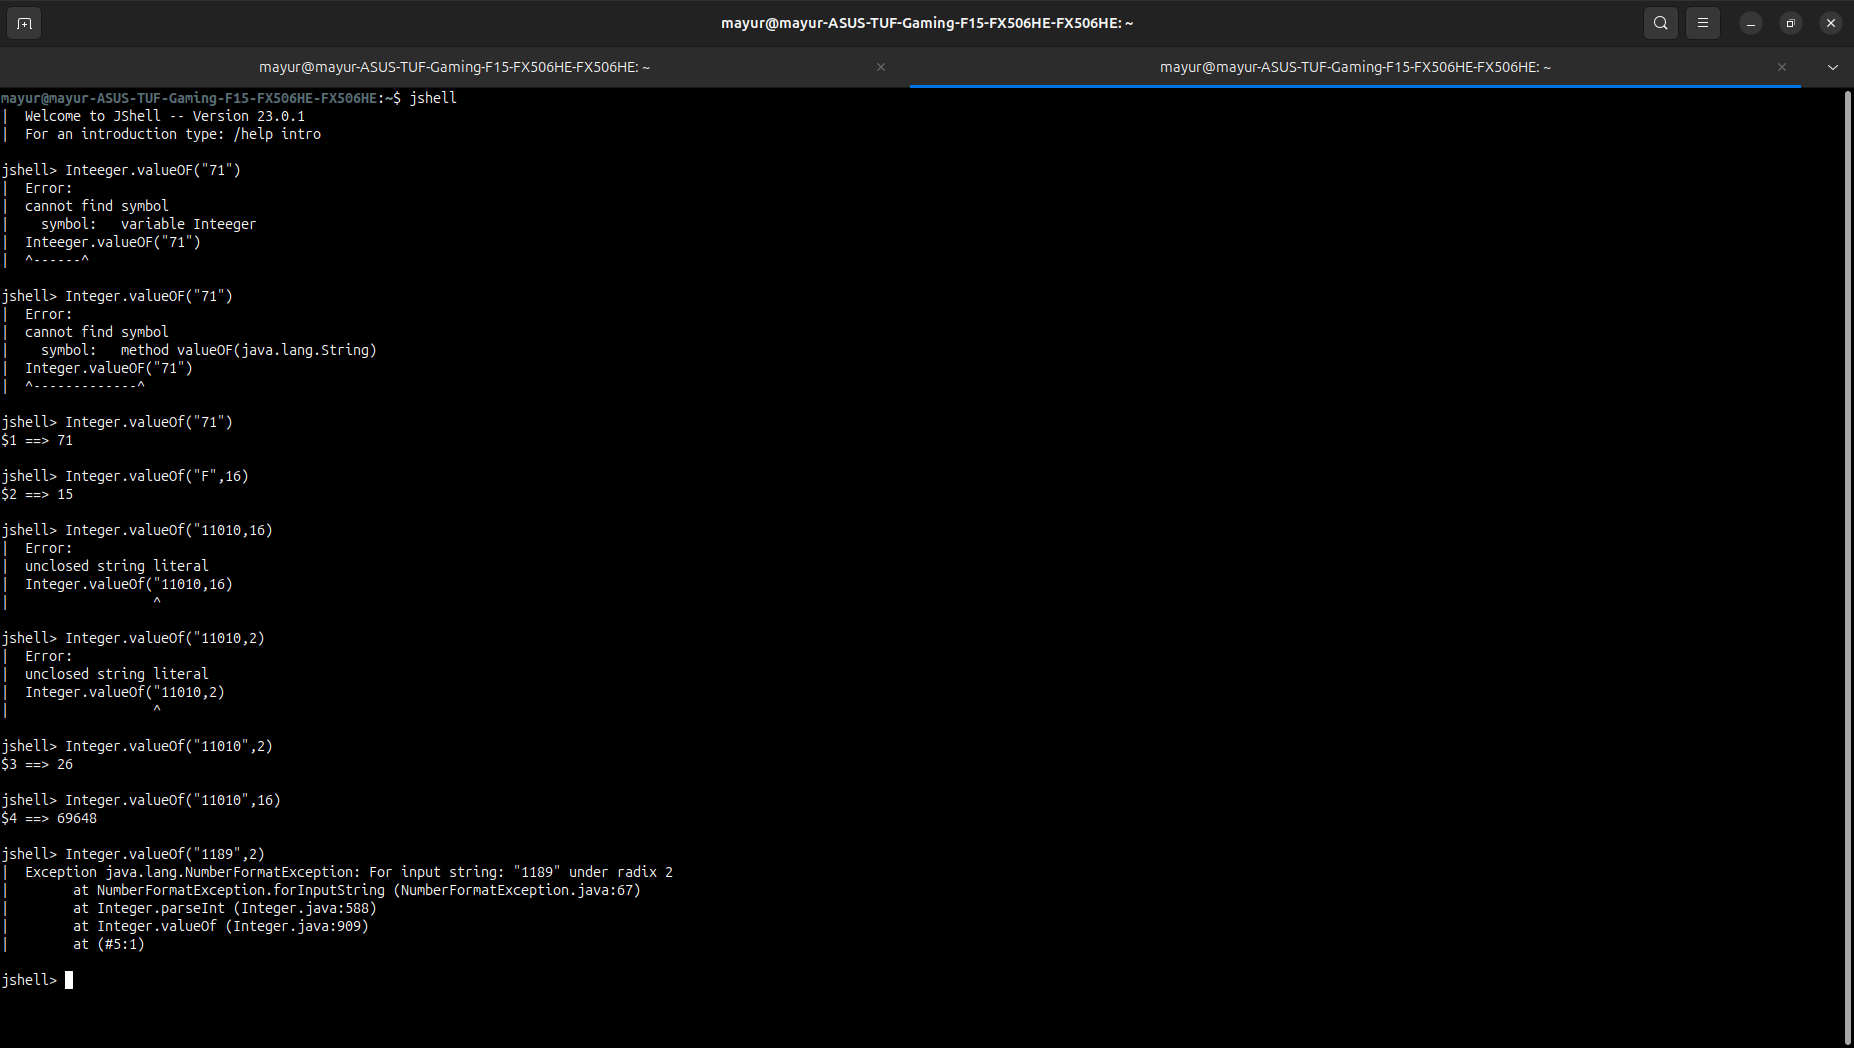 mayur@mayur-ASUS-TUF-Gaming-F15-FX506HE-FX506HE: ~
mayur@mayur-ASUS-TUF-Gaming-F15-FX506HE-FX506HE: ~
mayur@mayur-ASUS-TUF-Gaming-F15-FX506HE-FX506HE: ~
mayur@mayur-ASUS-TUF-Gaming-F15-FX506HE-FX506HE:~$ jshell
|  Welcome to JShell -- Version 23.0.1
|  For an introduction type: /help intro
jshell> Inteeger.valueOF("71")
|  Error:
|  cannot find symbol
|    symbol:   variable Inteeger
|  Inteeger.valueOF("71")
|  ^------^
jshell> Integer.valueOF("71")
|  Error:
|  cannot find symbol
|    symbol:   method valueOF(java.lang.String)
|  Integer.valueOF("71")
|  ^-------------^
jshell> Integer.valueOf("71")
$1 ==> 71
jshell> Integer.valueOf("F",16)
$2 ==> 15
jshell> Integer.valueOf("11010,16)
|  Error:
|  unclosed string literal
|  Integer.valueOf("11010,16)
|                  ^
jshell> Integer.valueOf("11010,2)
|  Error:
|  unclosed string literal
|  Integer.valueOf("11010,2)
|                  ^
jshell> Integer.valueOf("11010",2)
$3 ==> 26
jshell> Integer.valueOf("11010",16)
$4 ==> 69648
jshell> Integer.valueOf("1189",2)
|  Exception java.lang.NumberFormatException: For input string: "1189" under radix 2
|        at NumberFormatException.forInputString (NumberFormatException.java:67)
|        at Integer.parseInt (Integer.java:588)
|        at Integer.valueOf (Integer.java:909)
|        at (#5:1)
jshell>